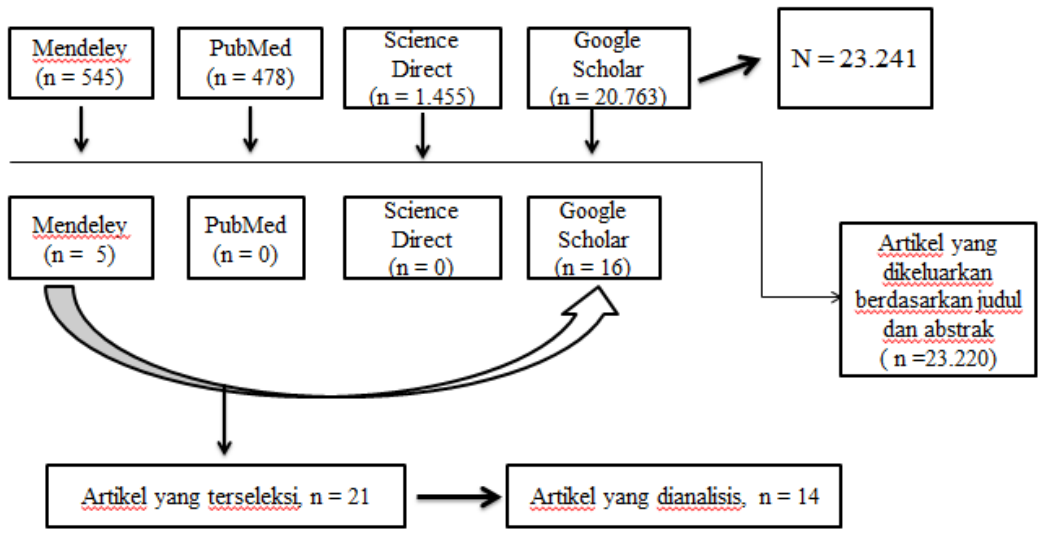 Mendeley
(n = 545)
PubMed
(n = 478)
Science
Direct
(n = 1.455)
Google
Scholar
(n = 20.763)
N = 23.241
Mendeley
(n =  5)
PubMed
(n = 0)
Science
Direct
(n = 0)
Google
Scholar
(n = 16)
Artikel yang
dikeluarkan
berdasarkan judul
dan abstrak
( n =23.220)
Artikel yang terseleksi, n = 21
Artikel yang dianalisis,  n = 14